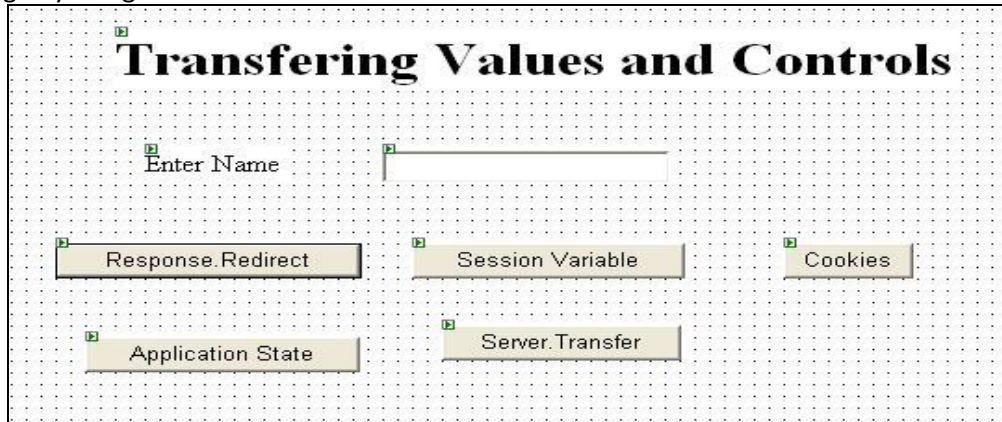 Transfering Values and Controls
Enter Name
Response.Redirect Session Variable Cookies
Application State Server.Transfer